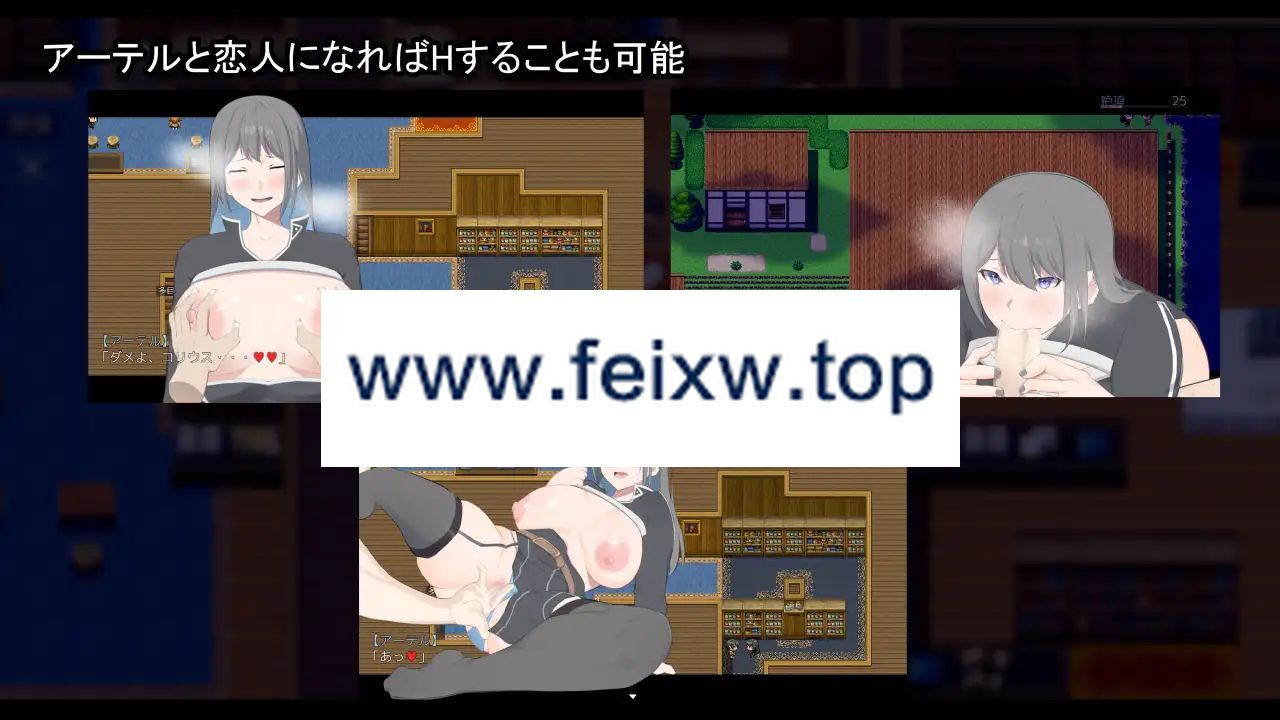 アーテルと恋人になればHすることも可能
絶頂 25
【アーテル】
「ダメよ、コリウス・・・♥♥」
www.feixw.top
【アーテル】
「あっ♥」